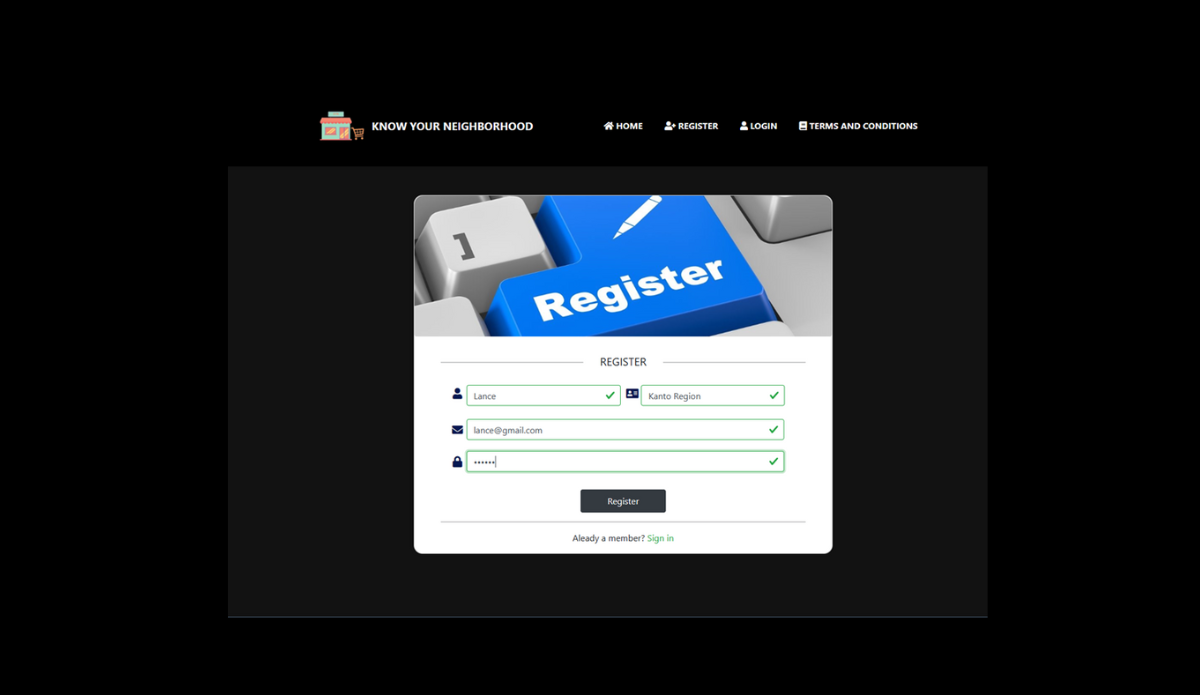 KNOW YOUR NEIGHBORHOOD
HOME REGISTER LOGIN TERMS AND CONDITIONS
]
Register
REGISTER
Lance Kanto Region
lance@gmail.com
••••••
Register
Aleady a member? Sign in